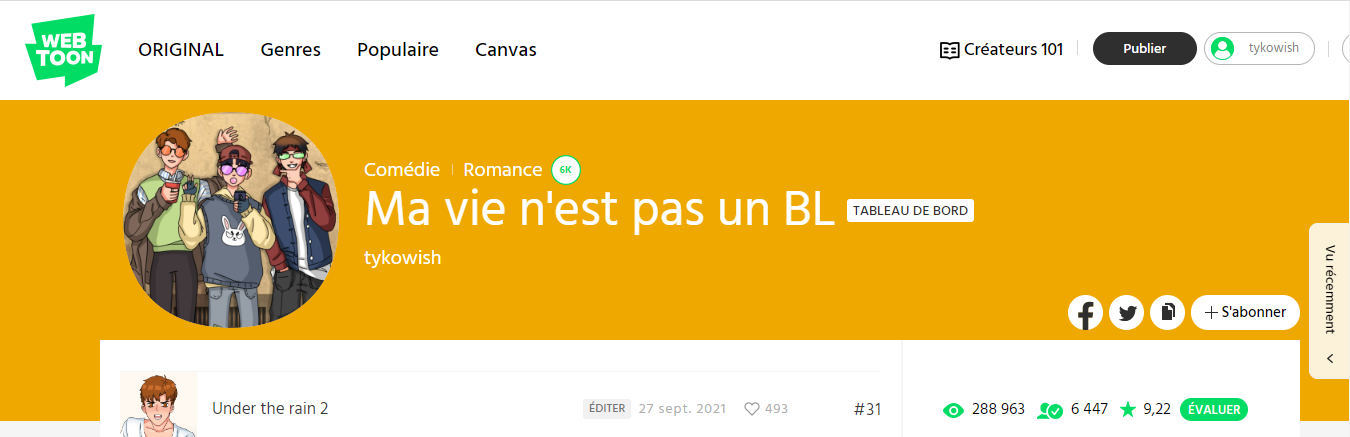 WEB
TOON
ORIGINAL Genres Populaire Canvas Créateurs 101 Publier tykowish
Comédie Romance 6K
Ma vie n'est pas un BL TABLEAU DE BORD
tykowish
Vu récemment
S'abonner
Under the rain 2 ÉDITER 27 sept. 2021 493 #31
288 963 6 447 9,22 ÉVALUER